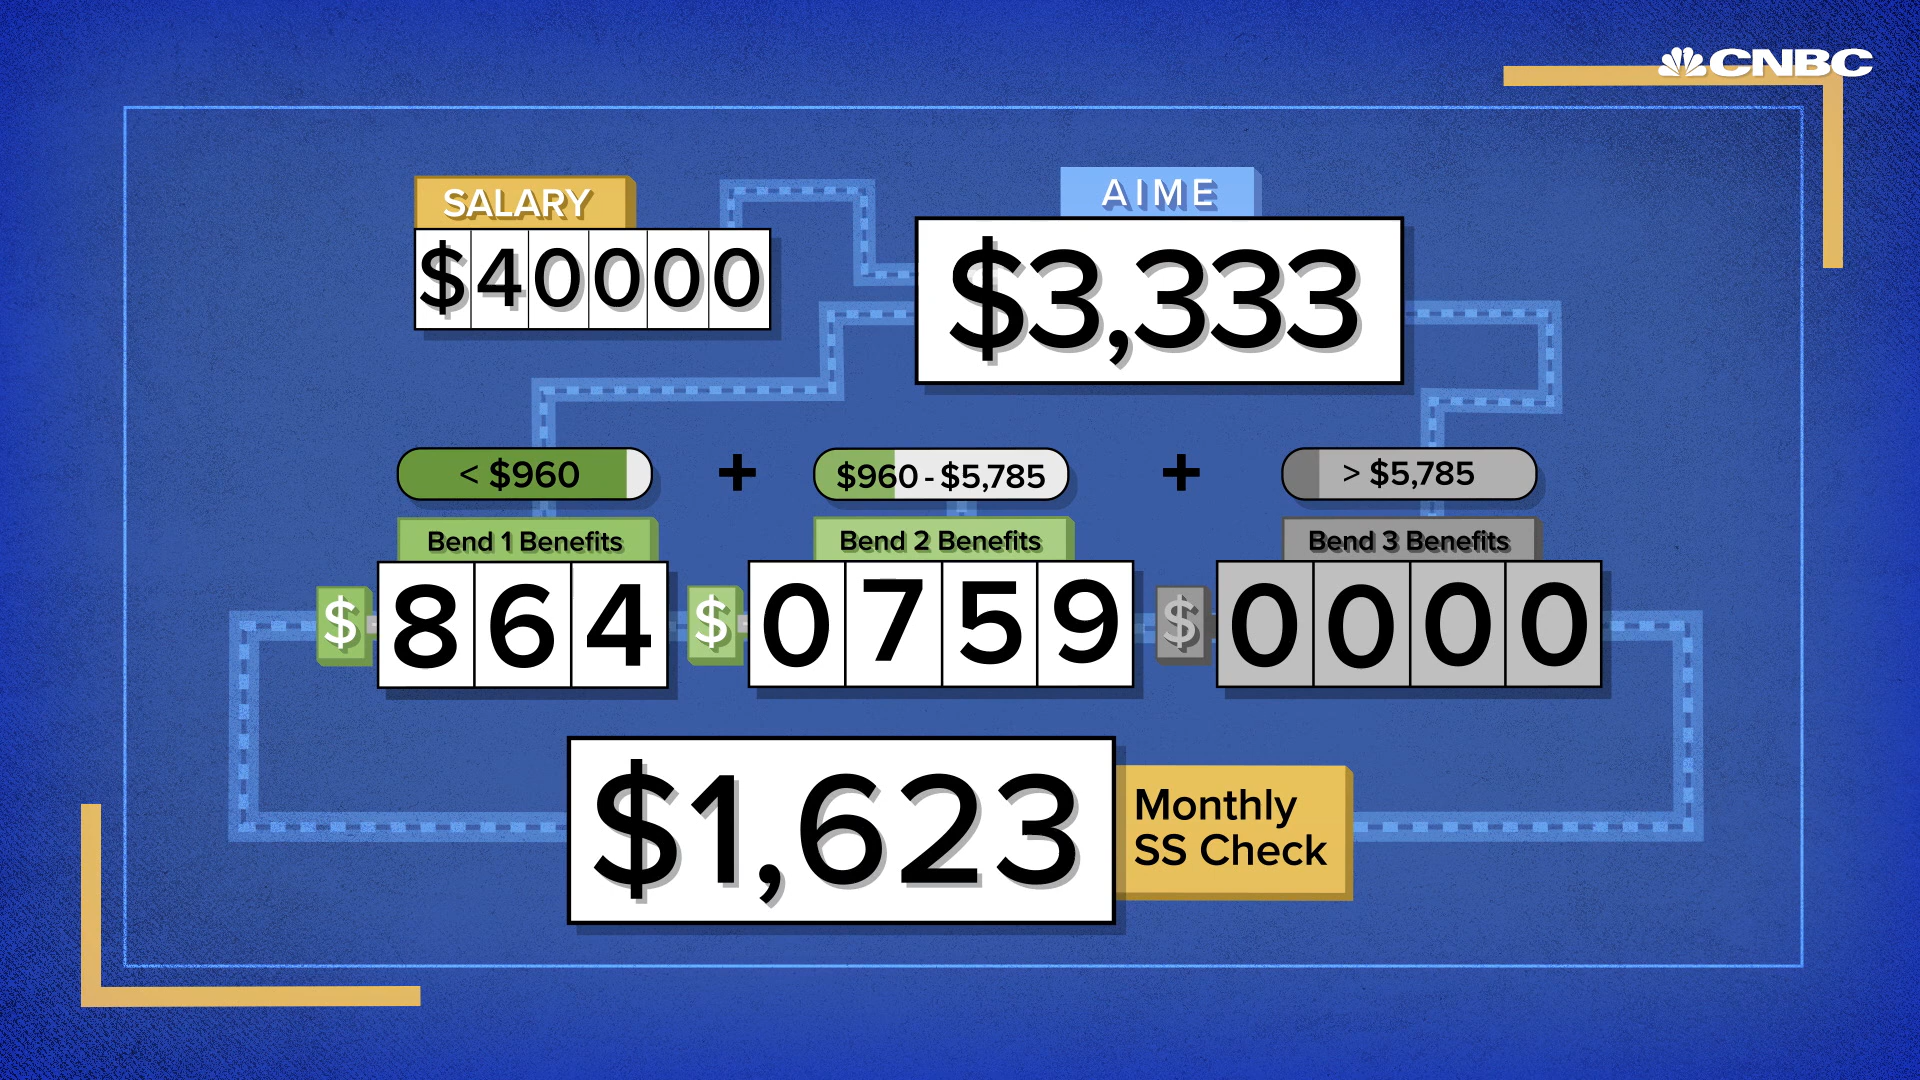 CNBC
SALARY
$40000
AIME
$3,333
< $960
+
$960 - $5,785
+
> $5,785
Bend 1 Benefits
Bend 2 Benefits
Bend 3 Benefits
$ 864
$ 0759
$ 0000
$1,623
Monthly
SS Check